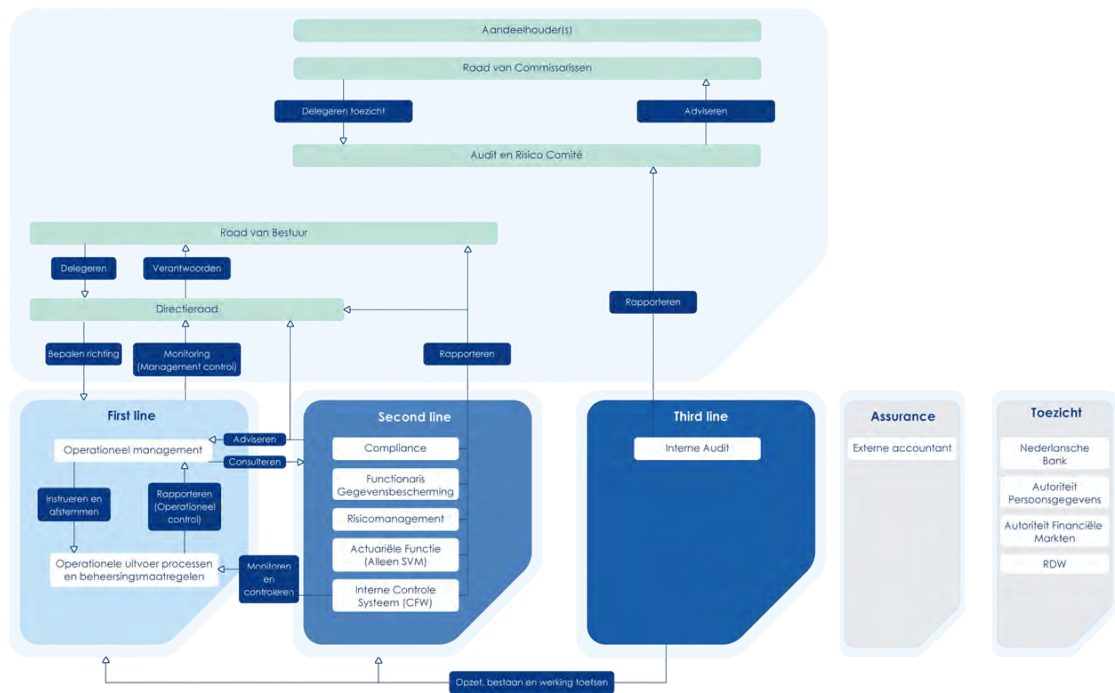 Aandeelhouder(s)
Raad van Commissarissen
Delegeren toezicht
Adviseren
Audit en Risico Comité
Raad van Bestuur
Delegeren
Verantwoorden
Rapporteren
Directieraad
Bepalen richting
Monitoring
(Management control)
Rapporteren
First line
Operationeel management
Adviseren
Consulteren
Instrueren en
afstemmen
Rapporteren
(Operationeel
control)
Operationele uitvoer processen
en beheersingsmaatregelen
Monitoren
en
controleren
Second line
Compliance
Functionaris
Gegevensbescherming
Risicomanagement
Actuariële Functie
(Alleen SVM)
Interne Controle
Systeem (CFW)
Third line
Interne Audit
Assurance
Externe accountant
Toezicht
Nederlansche
Bank
Autoriteit
Persoonsgegevens
Autoriteit Financiële
Markten
RDW
Opzet, bestaan en werking toetsen